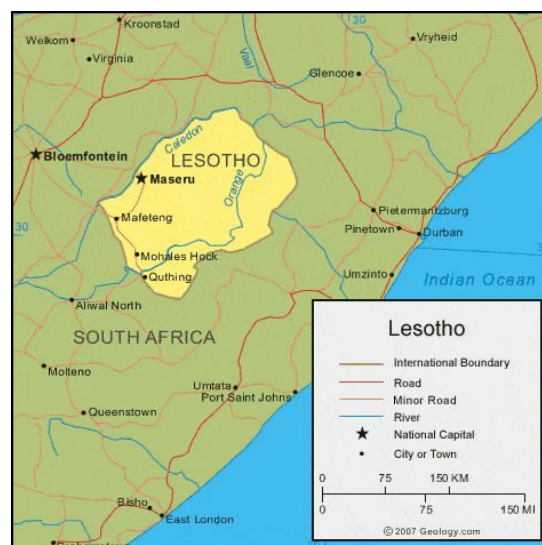 Kroonstad
Welkom
Virginia
Vaal
Vryheid
Glencoe
Caledon
Bloemfontein
LESOTHO
Maseru
Orange
Mafeteng
Pietermaritzburg
Pinetown
Durban
30
30
Mohales Hock
Quthing
Umzinto
Indian Ocean
Aliwal North
SOUTH AFRICA
Molteno
Umtata
Port Saint Johns
Queenstown
Bisho
East London
Lesotho
International Boundary
Road
Minor Road
River
National Capital
City or Town
0 75 150 KM
0 75 150 MI
©2007 Geology.com